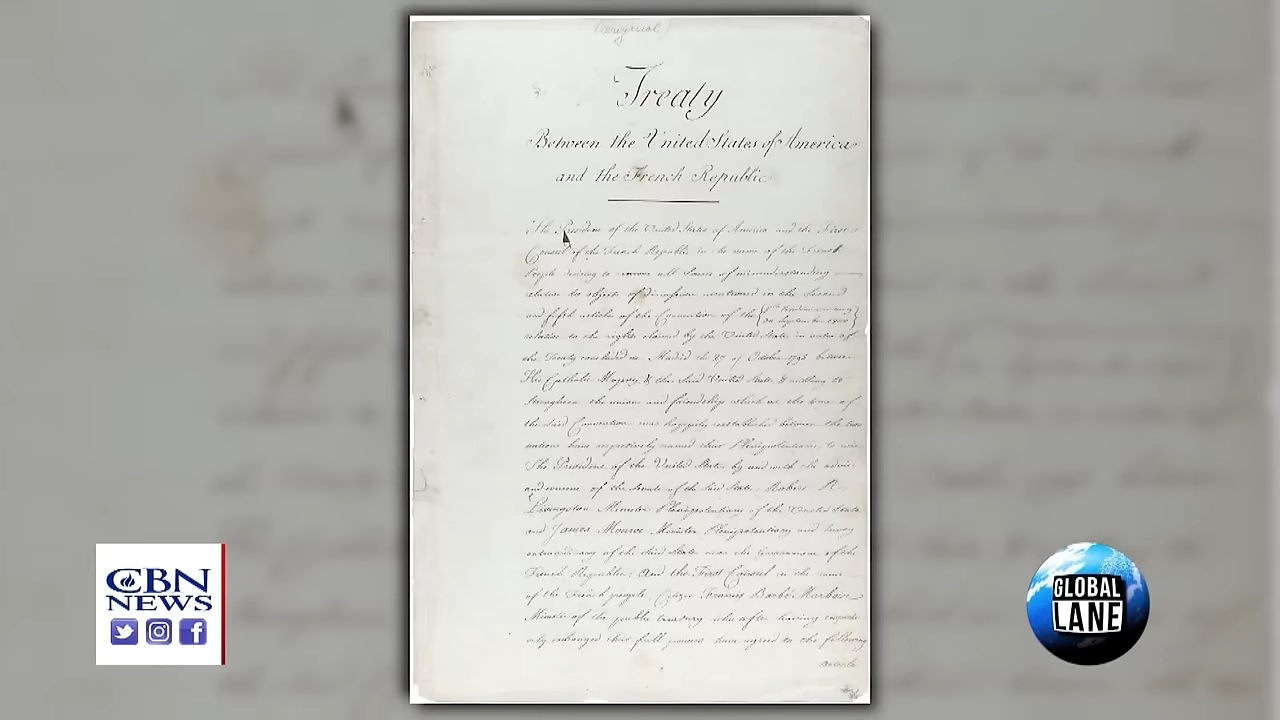 (Original)
Treaty
Between the United States of America
and the French Republic
The President of the United States of America and the First
Consul of the French Republic in the name of the French
People desiring to remove all Source of misunderstanding
relative to objects of discussion mentioned in the Second
and fifth articles of the Convention of the
30 September 1800
relative to the rights claimed by the United States in virtue of
the Treaty concluded at Madrid the 27 of October 1795 between
His Catholic Majesty, & the Said United States, & willing to
Strengthen the union and friendship which at the time of
the Said Convention was happily reestablished between the two
nations have respectively named their Plenipotentiaries to wit
The President of the United States, by and with the advice
and consent of the Senate of the Said States; Robert R.
Livingston Minister Plenipotentiary of the United States
and James Monroe Minister Plenipotentiary and Envoy
extraordinary of the Said States near the Government of the
French Republic; And the First Consul in the name
of the French people, Citizen Francis Barbé Marbois
Minister of the public treasury who after having respect
ively exchanged their full powers have agreed to the following
Articles
CBN
NEWS
GLOBAL
LANE